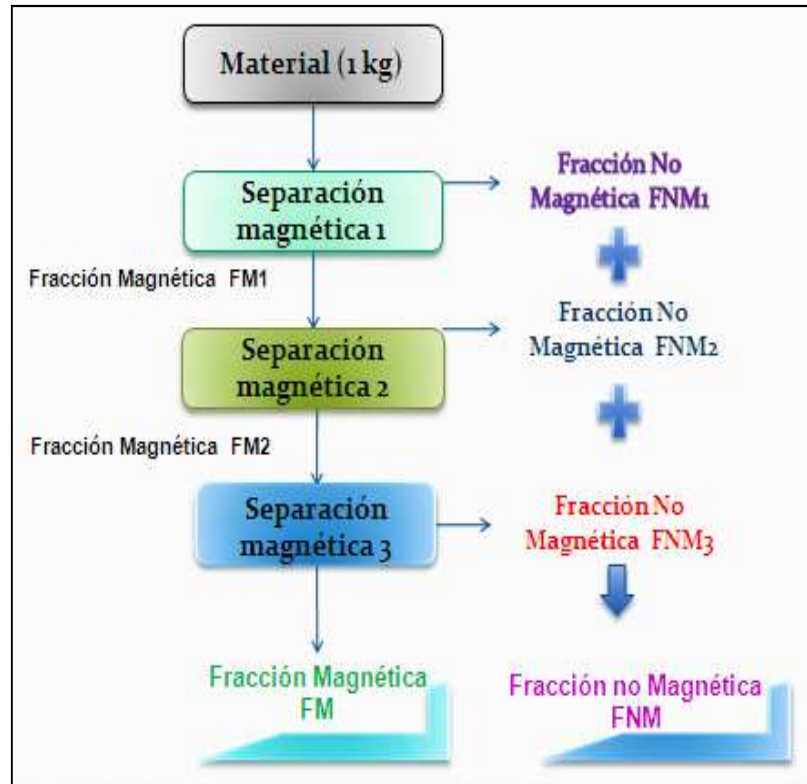 Material (1 kg)
Separación
magnética 1
Fracción No
Magnética FNM1
Fracción Magnética FM1
Separación
magnética 2
Fracción No
Magnética FNM2
Fracción Magnética FM2
Separación
magnética 3
Fracción No
Magnética FNM3
Fracción Magnética
FM
Fracción no Magnética
FNM